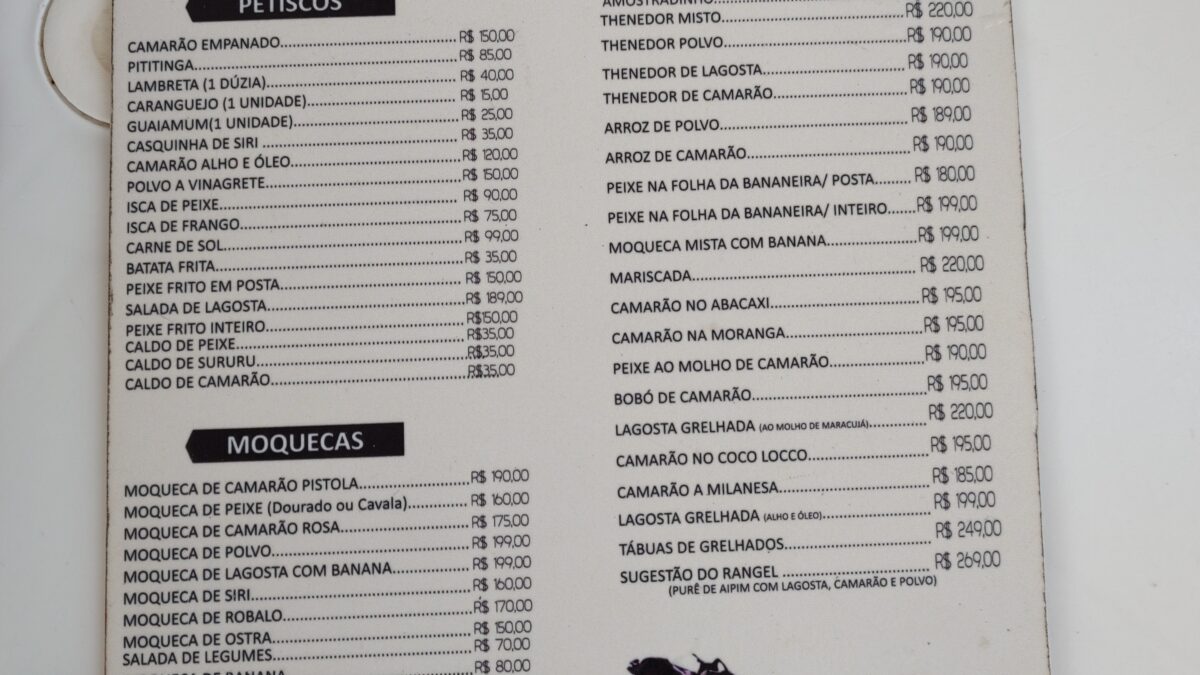 PETISCOS
CAMARÃO EMPANADO R$ 150,00
PITITINGA R$ 85,00
LAMBRETA (1 DÚZIA) R$ 40,00
CARANGUEJO (1 UNIDADE) R$ 15,00
GUAIAMUM(1 UNIDADE) R$ 25,00
CASQUINHA DE SIRI R$ 35,00
CAMARÃO ALHO E ÓLEO R$ 120,00
POLVO A VINAGRETE R$ 150,00
ISCA DE PEIXE R$ 90,00
ISCA DE FRANGO R$ 75,00
CARNE DE SOL R$ 99,00
BATATA FRITA R$ 35,00
PEIXE FRITO EM POSTA R$ 150,00
SALADA DE LAGOSTA R$ 189,00
PEIXE FRITO INTEIRO R$150,00
CALDO DE PEIXE R$35,00
CALDO DE SURURU R$35,00
CALDO DE CAMARÃO R$35,00
MOQUECAS
MOQUECA DE CAMARÃO PISTOLA R$ 190,00
MOQUECA DE PEIXE (Dourado ou Cavala) R$ 160,00
MOQUECA DE CAMARÃO ROSA R$ 175,00
MOQUECA DE POLVO R$ 199,00
MOQUECA DE LAGOSTA COM BANANA R$ 199,00
MOQUECA DE SIRI R$ 160,00
MOQUECA DE ROBALO R$ 170,00
MOQUECA DE OSTRA R$ 150,00
SALADA DE LEGUMES R$ 70,00
MOQUECA DE BANANA R$ 80,00
AMOSTRADINHO
THENEDOR MISTO R$ 220,00
THENEDOR POLVO R$ 190,00
THENEDOR DE LAGOSTA R$ 190,00
THENEDOR DE CAMARÃO R$ 190,00
ARROZ DE POLVO R$ 189,00
ARROZ DE CAMARÃO R$ 190,00
PEIXE NA FOLHA DA BANANEIRA/ POSTA R$ 180,00
PEIXE NA FOLHA DA BANANEIRA/ INTEIRO R$ 199,00
MOQUECA MISTA COM BANANA R$ 199,00
MARISCADA R$ 220,00
CAMARÃO NO ABACAXI R$ 195,00
CAMARÃO NA MORANGA R$ 195,00
PEIXE AO MOLHO DE CAMARÃO R$ 190,00
BOBÓ DE CAMARÃO R$ 195,00
LAGOSTA GRELHADA (AO MOLHO DE MARACUJÁ) R$ 220,00
CAMARÃO NO COCO LOCCO R$ 195,00
CAMARÃO A MILANESA R$ 185,00
LAGOSTA GRELHADA (ALHO E ÓLEO) R$ 199,00
TÁBUAS DE GRELHADOS R$ 249,00
SUGESTÃO DO RANGEL R$ 269,00
(PURÊ DE AIPIM COM LAGOSTA, CAMARÃO E POLVO)